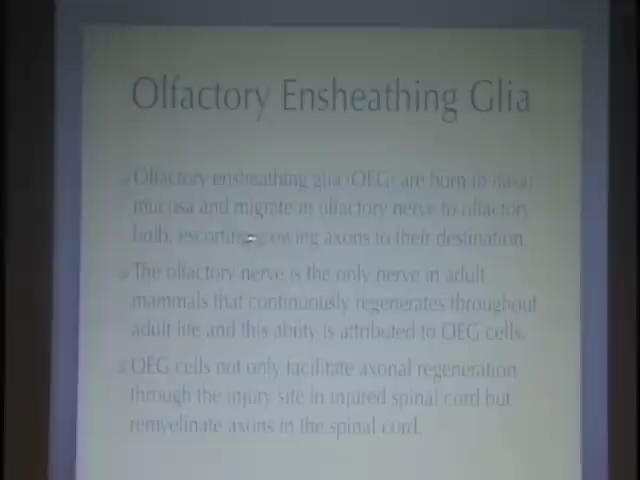 Olfactory Ensheathing Glia
Olfactory ensheathing glia (OEG) are born in nasal
mucosa and migrate in olfactory nerve to olfactory
bulb, escorting growing axons to their destination.
The olfactory nerve is the only nerve in adult
mammals that continuously regenerates throughout
adult life and this ability is attributed to OEG cells.
OEG cells not only facilitate axonal regeneration
through the injury site in injured spinal cord but
remyelinate axons in the spinal cord.